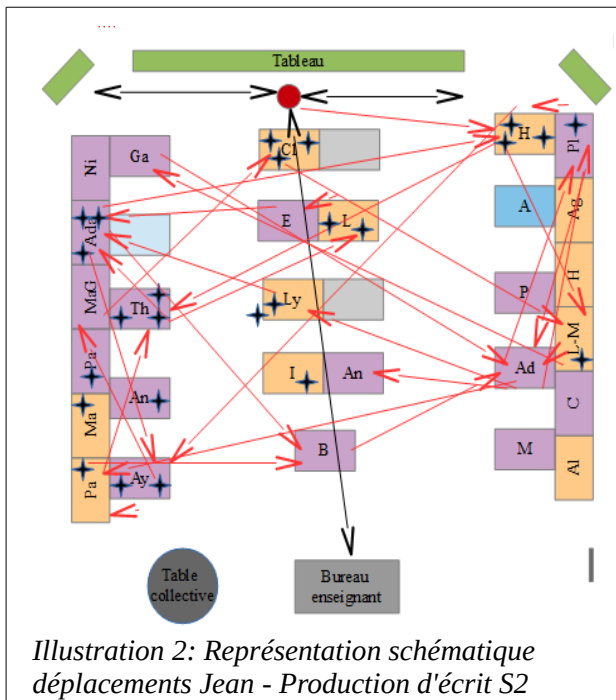 Tableau
Ni
Ga
Cl
H
Pl
Ada
E
L
A
Ag
MaG
Th
Ly
P
H
Pa
An
I
An
Ad
L-M
Ma
C
Pa
Ay
B
M
Al
Table
collective
Bureau
enseignant
Illustration 2: Représentation schématique
déplacements Jean - Production d'écrit S2